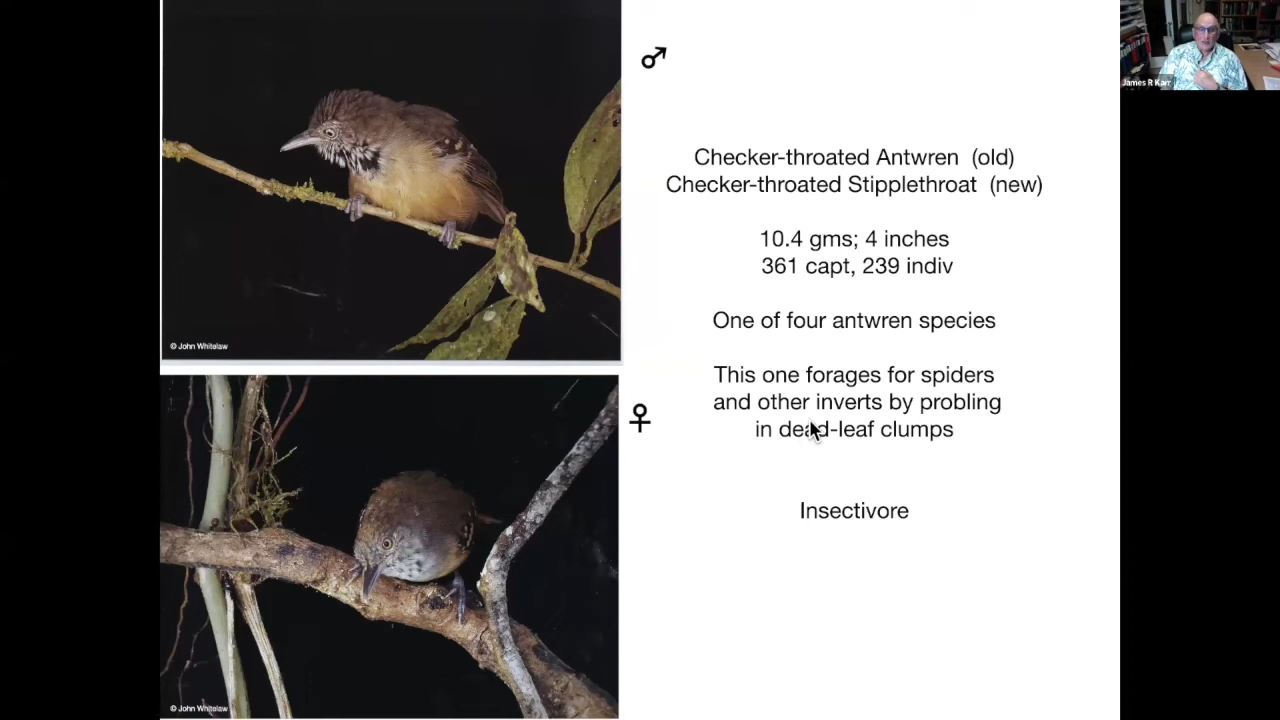 ♂
James R Karr
Checker-throated Antwren (old)
Checker-throated Stipplethroat (new)
10.4 gms; 4 inches
361 capt, 239 indiv
One of four antwren species
© John Whitelaw
This one forages for spiders
and other inverts by probling
in dead-leaf clumps
♀
Insectivore
© John Whitelaw